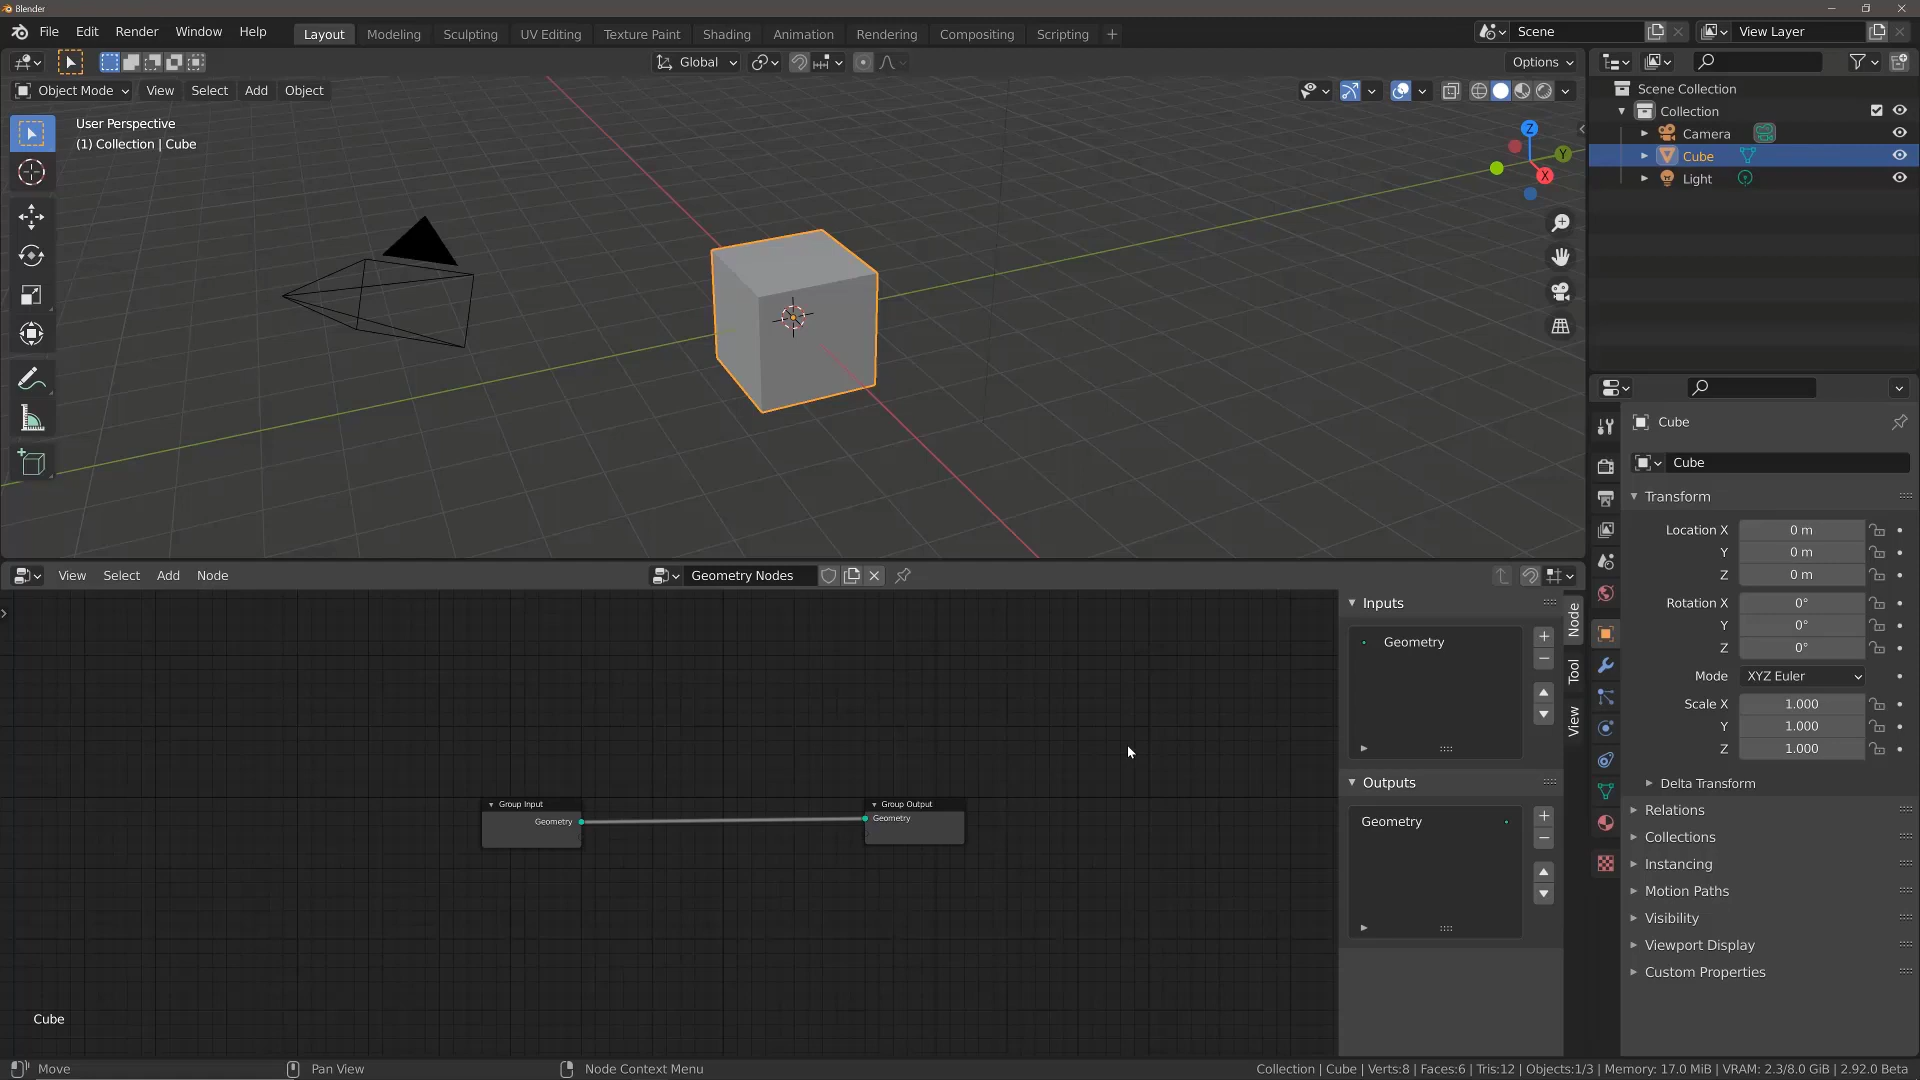 Blender
File Edit Render Window Help Layout Modeling Sculpting UV Editing Texture Paint Shading Animation Rendering Compositing Scripting + Scene View Layer
Global Options
Object Mode View Select Add Object
User Perspective
(1) Collection | Cube
Z
Y
X
Scene Collection
Collection
Camera
Cube
Light
Cube
Cube
Transform
Location X 0 m
Y 0 m
Z 0 m
Rotation X 0°
Y 0°
Z 0°
Mode XYZ Euler
Scale X 1.000
Y 1.000
Z 1.000
Delta Transform
Relations
Collections
Instancing
Motion Paths
Visibility
Viewport Display
Custom Properties
View Select Add Node Geometry Nodes
Group Input
Geometry
Group Output
Geometry
Cube
Inputs
Geometry
Outputs
Geometry
Node
Tool
View
Move Pan View Node Context Menu Collection | Cube | Verts:8 | Faces:6 | Tris:12 | Objects:1/3 | Memory: 17.0 MiB | VRAM: 2.3/8.0 GiB | 2.92.0 Beta